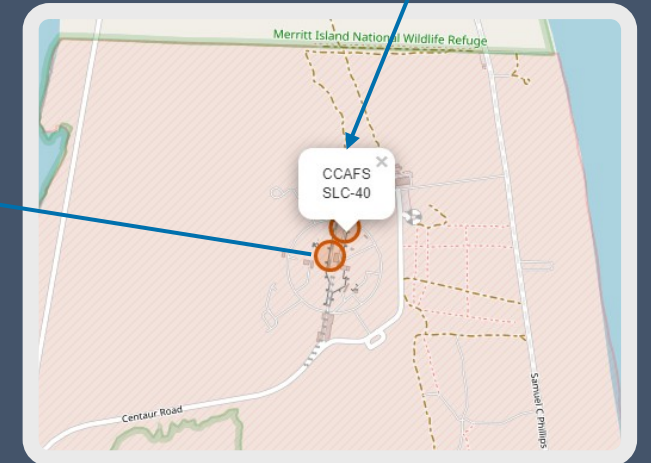 Merritt Island National Wildlife Refuge
×
CCAFS
SLC-40
Centaur Road
Samuel C Phillips